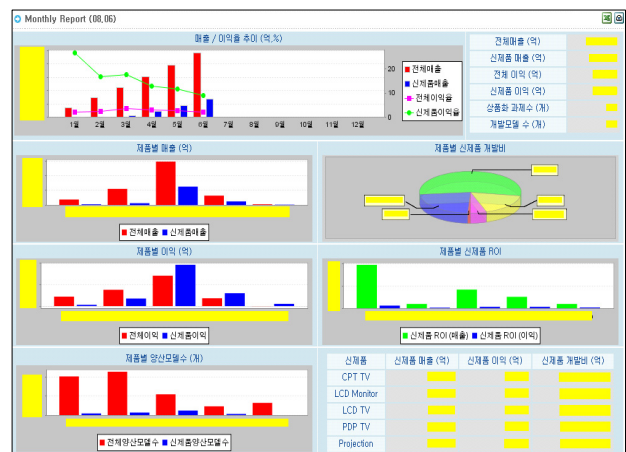 Monthly Report (08,06)
매출 / 이익율 추이 (억,%)
20
10
0
1월 2월 3월 4월 5월 6월 7월 8월 9월 10월 11월 12월
전체매출
신제품매출
전체이익율
신제품이익율
전체매출 (억)
신제품 매출 (억)
전체 이익 (억)
신제품 이익 (억)
상품화 과제수 (개)
개발모델 수 (개)
제품별 매출 (억)
전체매출 신제품매출
제품별 신제품 개발비
제품별 이익 (억)
전체이익 신제품이익
제품별 신제품 ROI
신제품 ROI (매출) 신제품 ROI (이익)
제품별 양산모델수 (개)
전체양산모델수 신제품양산모델수
신제품 신제품 매출 (억) 신제품 이익 (억) 신제품 개발비 (억)
CPT TV
LCD Monitor
LCD TV
PDP TV
Projection